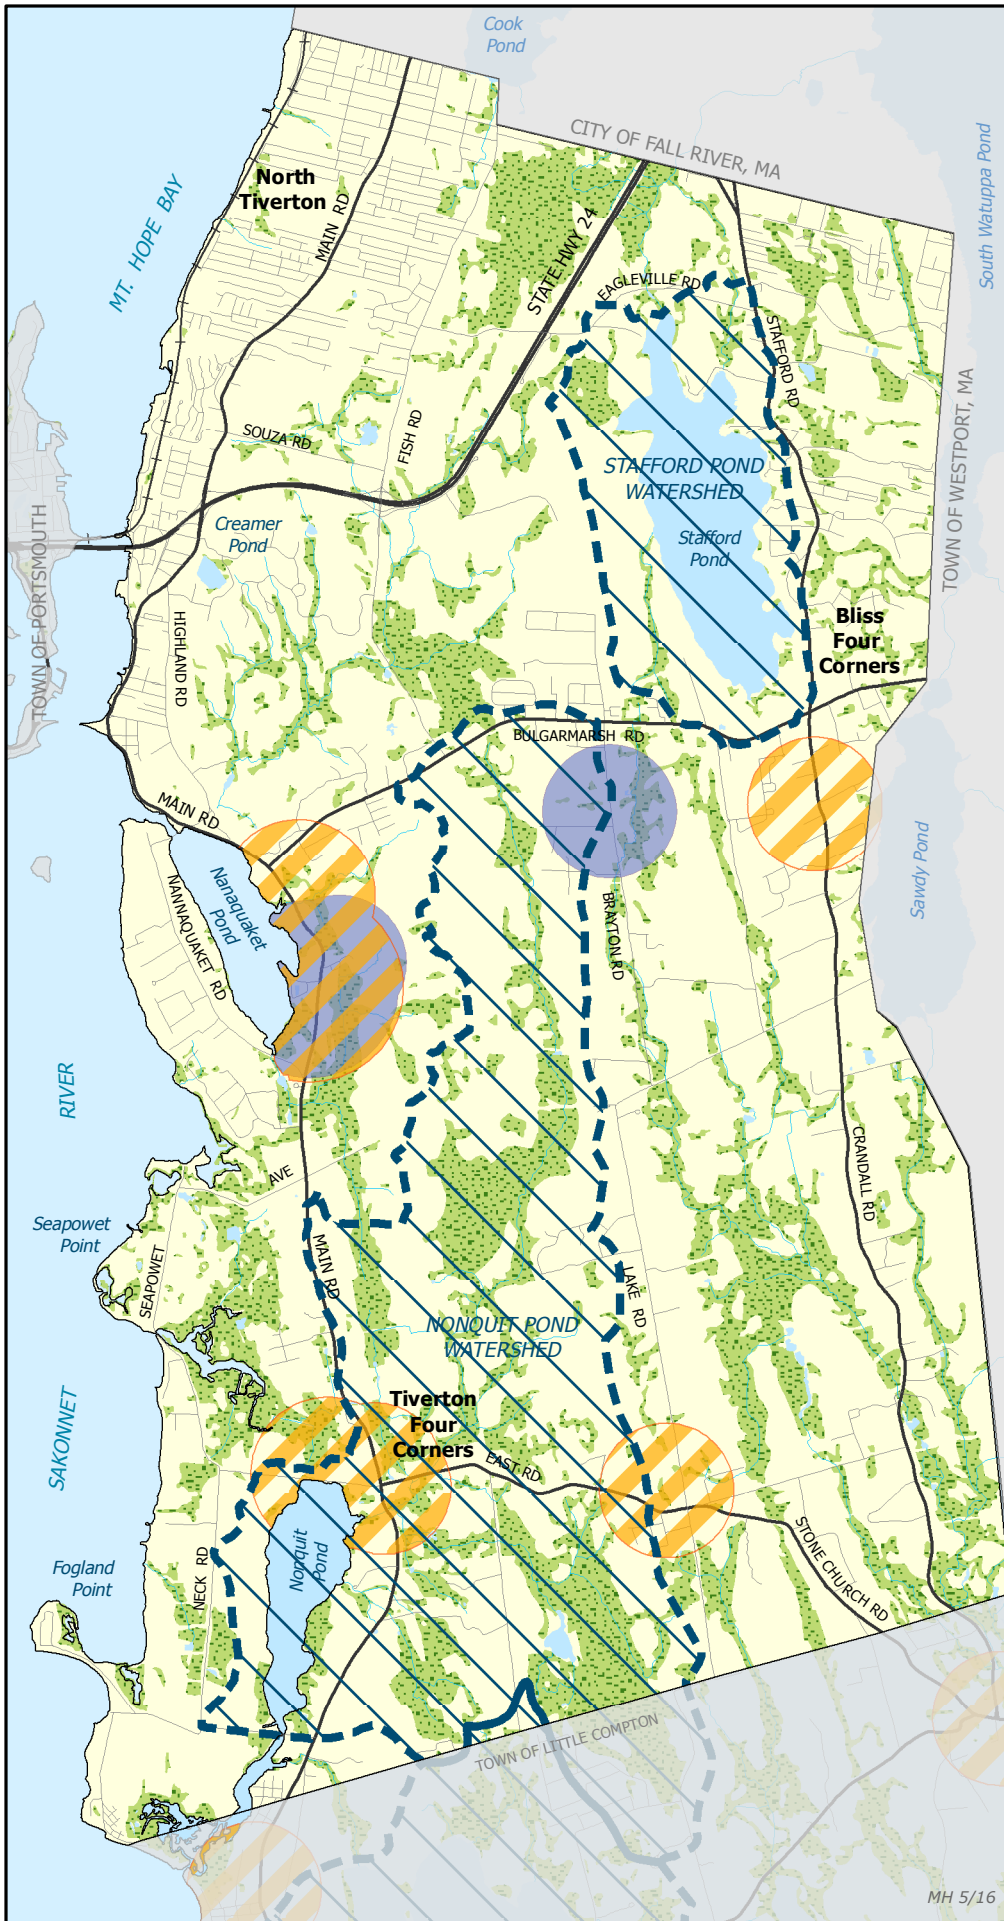 Cook
Pond
CITY OF FALL RIVER, MA
South Watuppa Pond
North
Tiverton
MAIN RD
MT. HOPE BAY
STATE HWY 24
EAGLEVILLE RD
STAFFORD RD
SOUZA RD
FISH RD
STAFFORD POND
WATERSHED
TOWN OF WESTPORT, MA
Creamer
Pond
Stafford
Pond
TOWN OF PORTSMOUTH
HIGHLAND RD
Bliss
Four
Corners
BULGARMARSH RD
MAIN RD
Nanaquaket
Pond
NANNAQUAKET RD
Sawdy Pond
BRAYTON RD
RIVER
CRANDALL RD
AVE
Seapowet
Point
SEAPOWET
MAIN RD
LAKE RD
NONQUIT POND
WATERSHED
SAKONNET
Tiverton
Four
Corners
EAST RD
STONE CHURCH RD
Nonquit
Pond
Fogland
Point
NECK RD
TOWN OF LITTLE COMPTON
MH 5/16